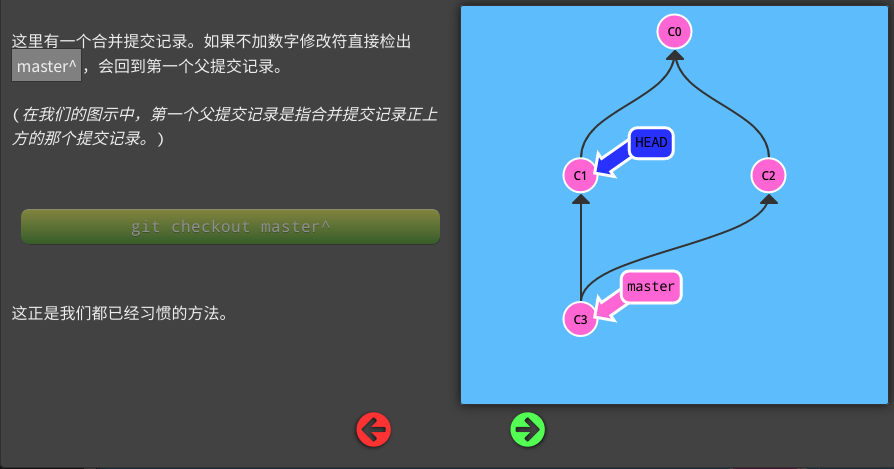 这里有一个合并提交记录。如果不加数字修改符直接检出
master^ ，会回到第一个父提交记录。
(在我们的图示中，第一个父提交记录是指合并提交记录正上
方的那个提交记录。)
git checkout master^
这正是我们都已经习惯的方法。
C0
HEAD
C1
C2
master
C3